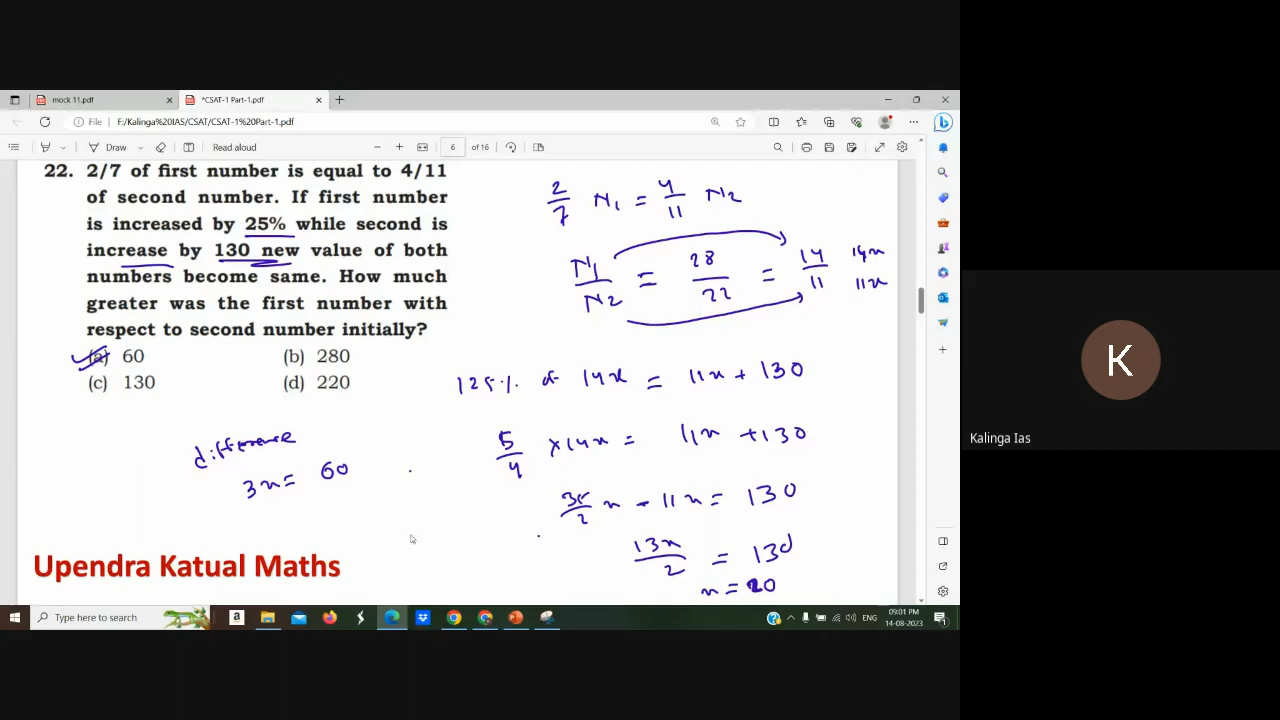 mock 11.pdf
*CSAT-1 Part-1.pdf
File
F:/Kalinga%20IAS/CSAT/CSAT-1%20Part-1.pdf
Draw
Read aloud
6 of 16
22. 2/7 of first number is equal to 4/11
of second number. If first number
is increased by 25% while second is
increase by 130 new value of both
numbers become same. How much
greater was the first number with
respect to second number initially?
(a) 60
(b) 280
(c) 130
(d) 220
2/7 N1 = 4/11 N2
N1/N2 = 28/22 = 14/11
14x
11x
125% of 14x = 11x + 130
5/4 ×14x = 11x +130
35/2 x - 11x = 130
13x/2 = 130
x = 20
difference
3x = 60
Upendra Katual Maths
K
Kalinga Ias
Type here to search
a
ENG
09:01 PM
14-08-2023
1